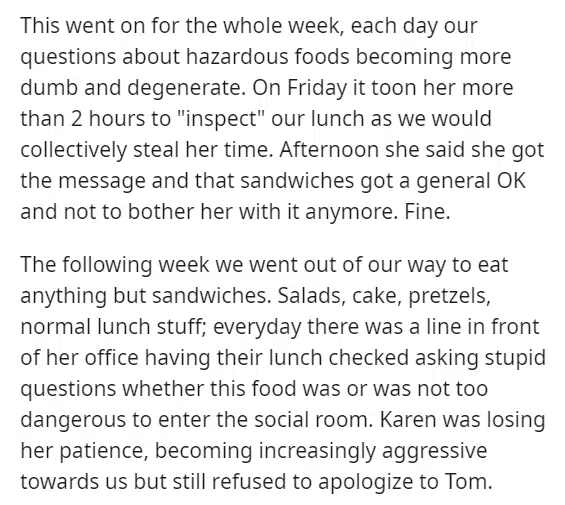 This went on for the whole week, each day our
questions about hazardous foods becoming more
dumb and degenerate. On Friday it toon her more
than 2 hours to "inspect" our lunch as we would
collectively steal her time. Afternoon she said she got
the message and that sandwiches got a general OK
and not to bother her with it anymore. Fine.
The following week we went out of our way to eat
anything but sandwiches. Salads, cake, pretzels,
normal lunch stuff; everyday there was a line in front
of her office having their lunch checked asking stupid
questions whether this food was or was not too
dangerous to enter the social room. Karen was losing
her patience, becoming increasingly aggressive
towards us but still refused to apologize to Tom.